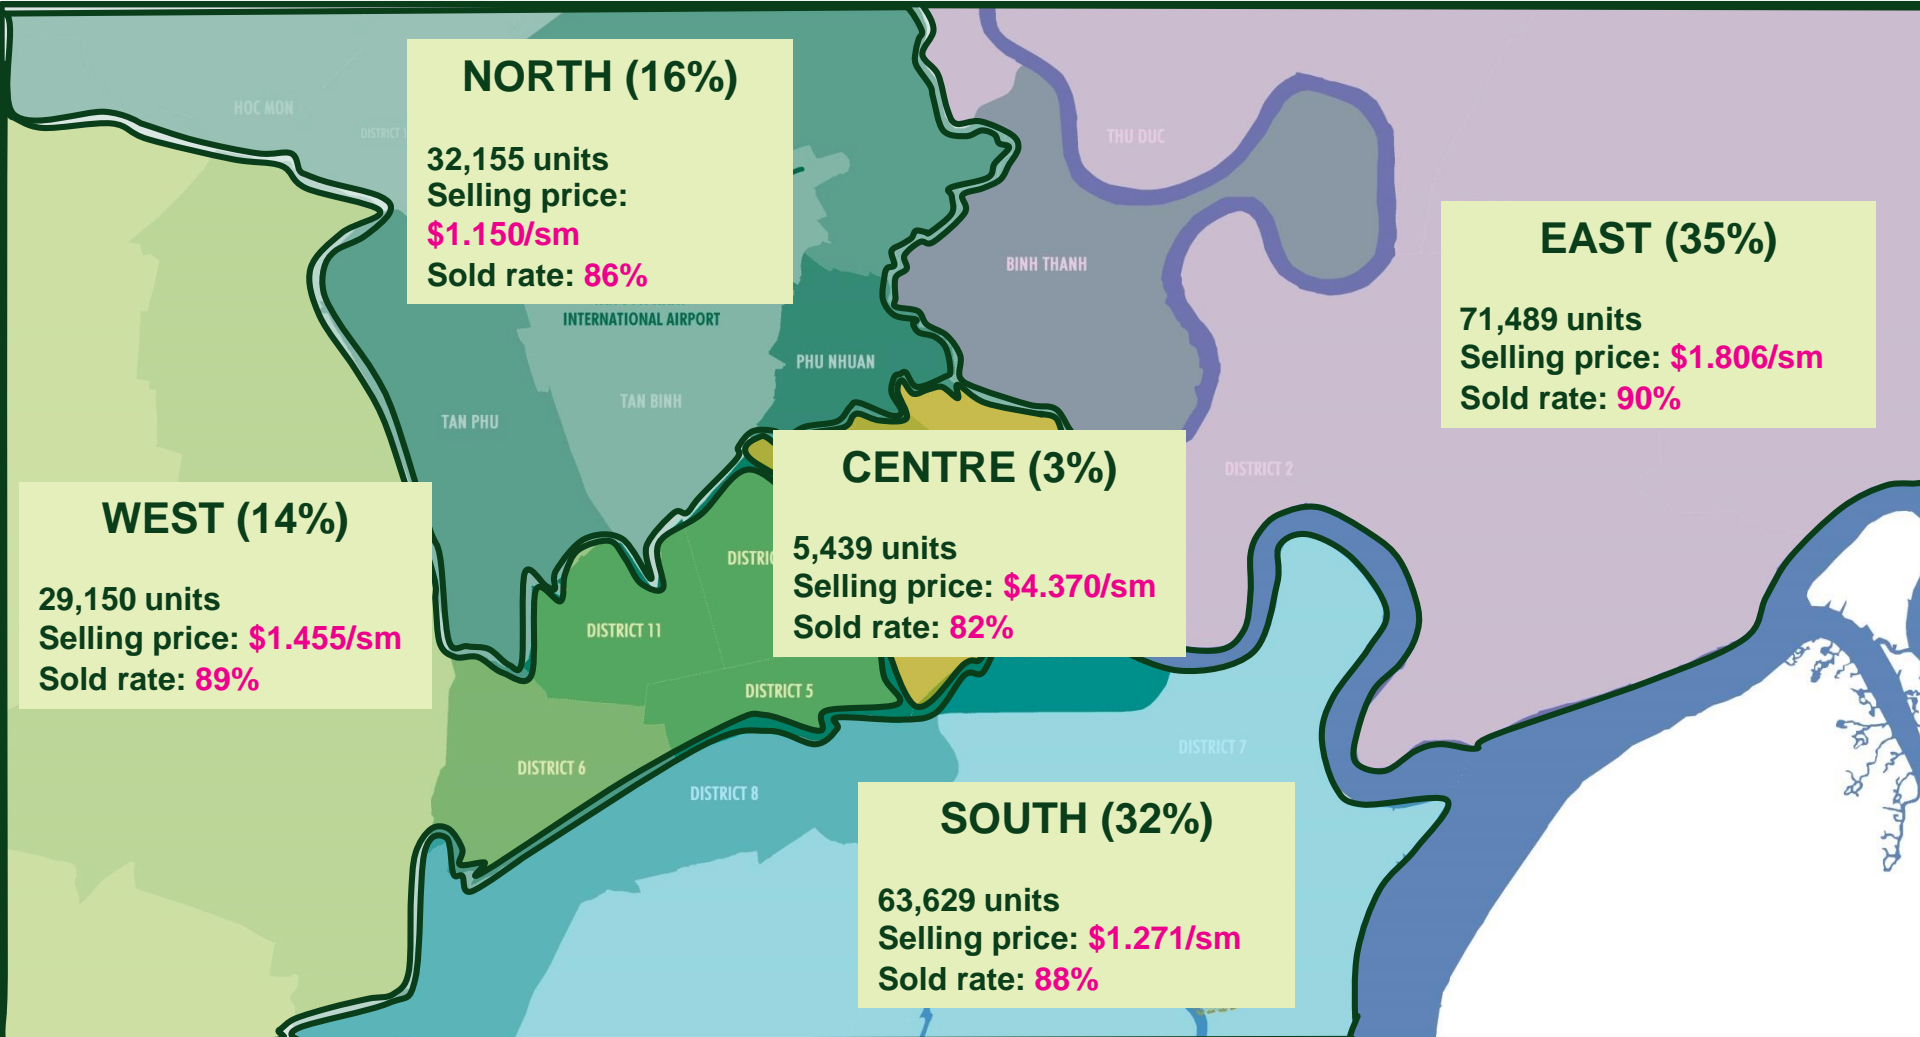 NORTH (16%)
32,155 units
Selling price:
$1.150/sm
Sold rate: 86%
HOC MON
DISTRICT
THU DUC
BINH THANH
EAST (35%)
71,489 units
Selling price: $1.806/sm
Sold rate: 90%
INTERNATIONAL AIRPORT
PHU NHUAN
TAN BINH
TAN PHU
WEST (14%)
29,150 units
Selling price: $1.455/sm
Sold rate: 89%
CENTRE (3%)
5,439 units
Selling price: $4.370/sm
Sold rate: 82%
DISTRICT 2
DISTRICT 11
DISTRICT 5
DISTRICT 6
DISTRICT 8
DISTRICT 7
SOUTH (32%)
63,629 units
Selling price: $1.271/sm
Sold rate: 88%